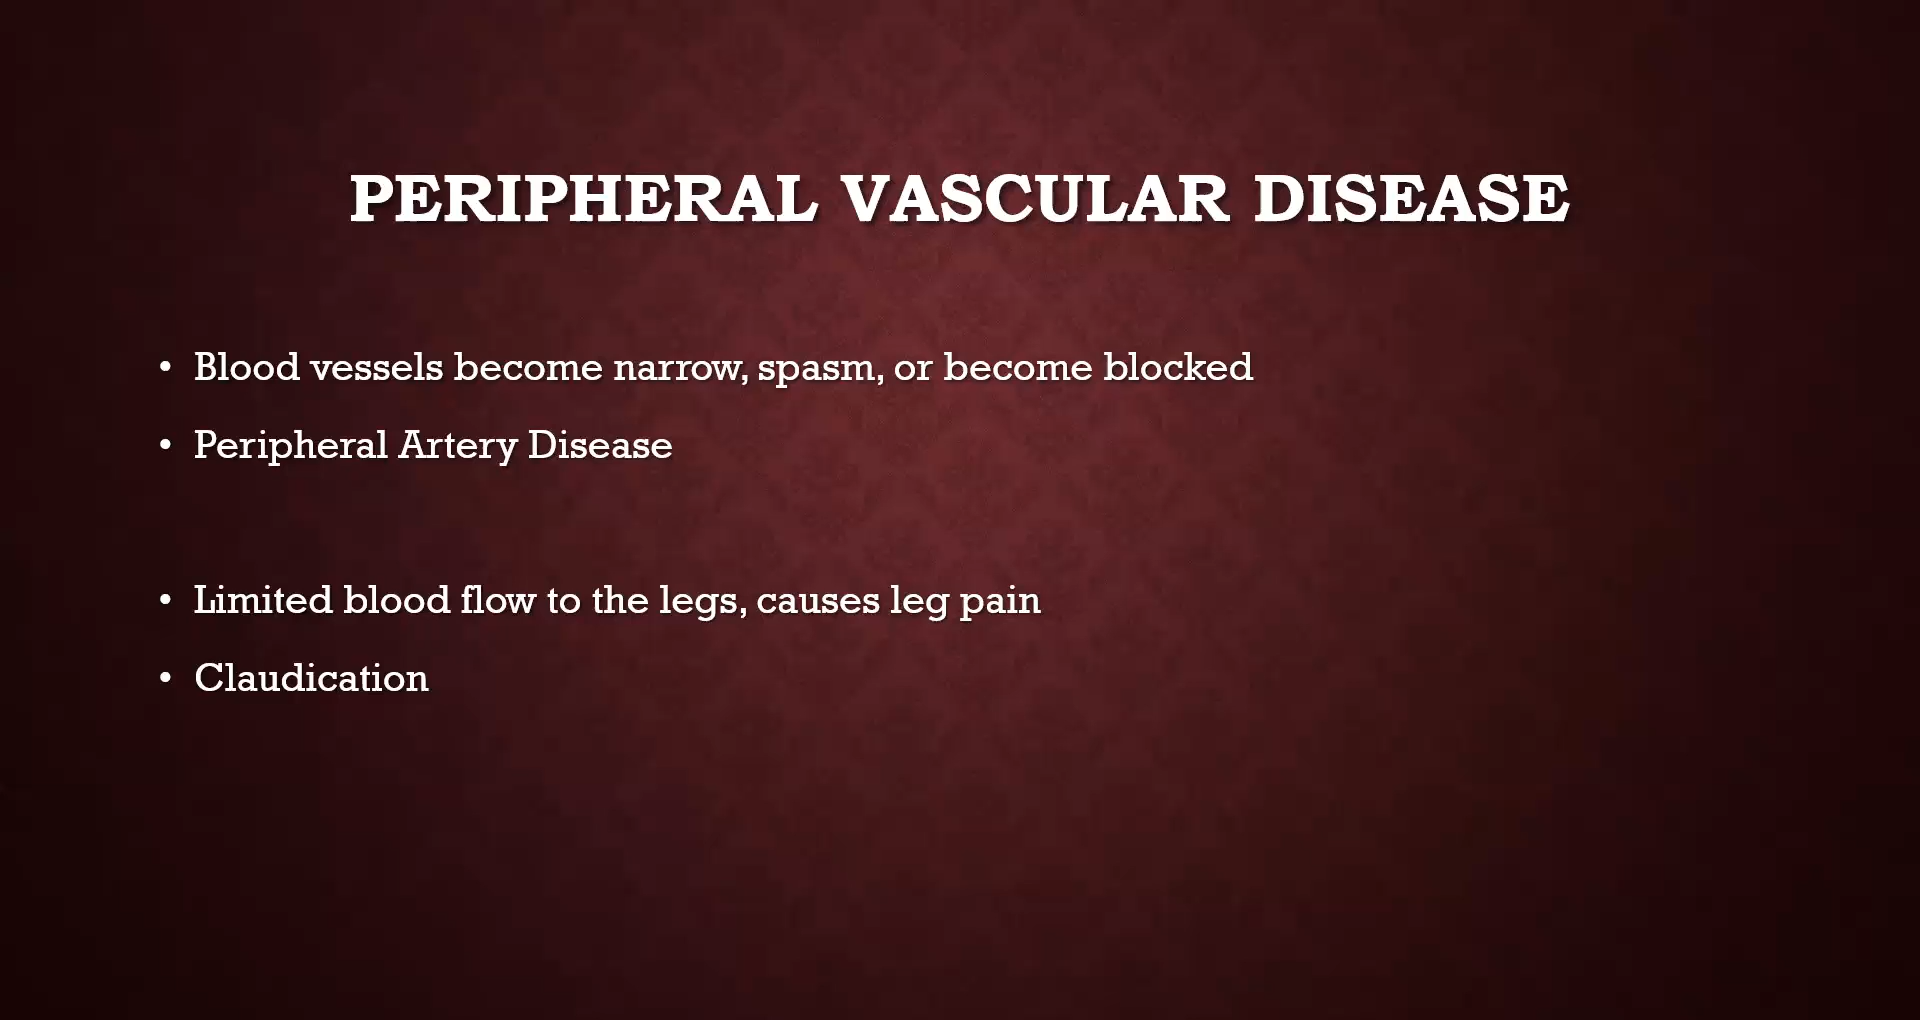 PERIPHERAL VASCULAR DISEASE
• Blood vessels become narrow, spasm, or become blocked
• Peripheral Artery Disease
• Limited blood flow to the legs, causes leg pain
• Claudication